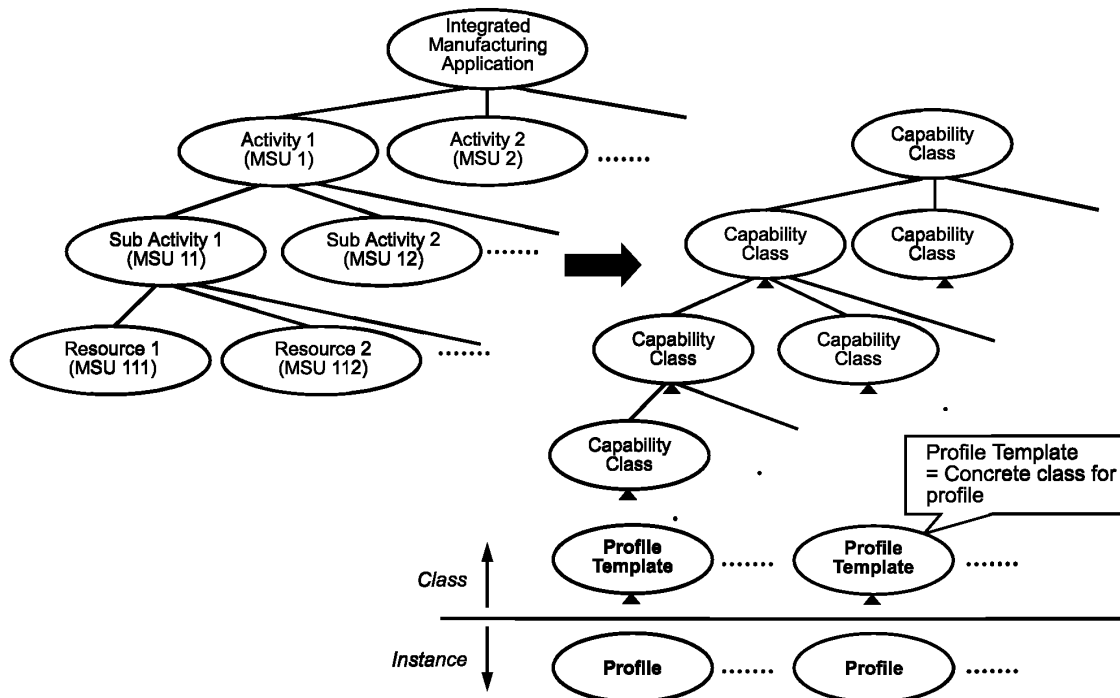 Integrated
Manufacturing
Application
Activity 1
(MSU 1)
Activity 2
(MSU 2)
........
Capability
Class
Sub Activity 1
(MSU 11)
Sub Activity 2
(MSU 12)
........
Capability
Class
Capability
Class
Resource 1
(MSU 111)
Resource 2
(MSU 112)
........
Capability
Class
Capability
Class
Capability
Class
Profile Template
= Concrete class for
profile
Class
Profile
Template
........
Profile
Template
........
Instance
Profile
........
Profile
........